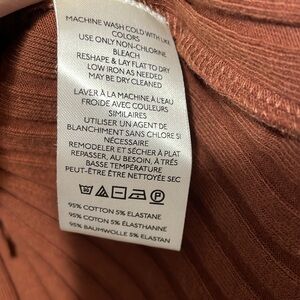 MACHINE WASH COLD WITH LIKE
COLORS
USE ONLY NON-CHLORINE
BLEACH
RESHAPE & LAY FLAT TO DRY
LOW IRON AS NEEDED
MAY BE DRY CLEANED
LAVER À LA MACHINE À L'EAU
FROIDE AVEC COULEURS
SIMILAIRES
UTILISER UN AGENT DE
BLANCHIMENT SANS CHLORE SI
NÉCESSAIRE
REMODELER ET SÉCHER À PLAT
REPASSER, AU BESOIN, À TRÈS
BASSE TEMPÉRATURE
PEUT-ÊTRE ÊTRE NETTOYÉE SEC
P
95% COTTON 5% ELASTANE
95% COTON 5% ELASTHANNE
95% BAUMWOLLE 5% ELASTAN